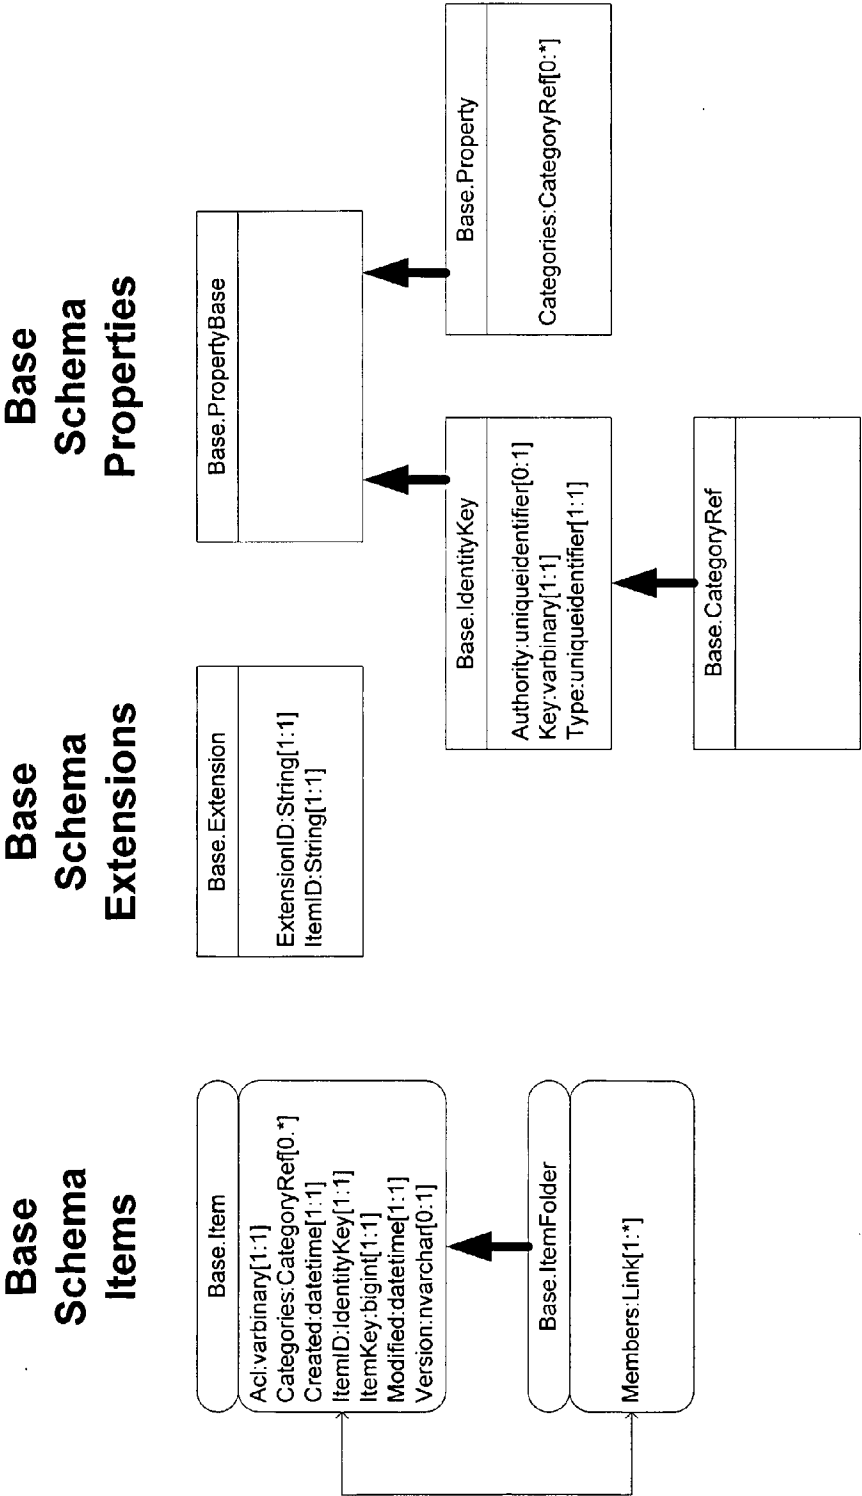 Base
Schema
Items
Base.Item
Acl:varbinary[1:1]
Categories:CategoryRef[0.*]
Created:datetime[1:1]
ItemID:IdentityKey[1:1]
ItemKey:bigint[1:1]
Modified:datetime[1:1]
Version:nvarchar[0:1]
Base.ItemFolder
Members:Link[1:*]
Base
Schema
Extensions
Base.Extension
ExtensionID:String[1:1]
ItemID:String[1:1]
Base
Schema
Properties
Base.PropertyBase
Base.IdentityKey
Authority:uniqueidentifier[0:1]
Key:varbinary[1:1]
Type:uniqueidentifier[1:1]
Base.Property
Categories:CategoryRef[0:*]
Base.CategoryRef